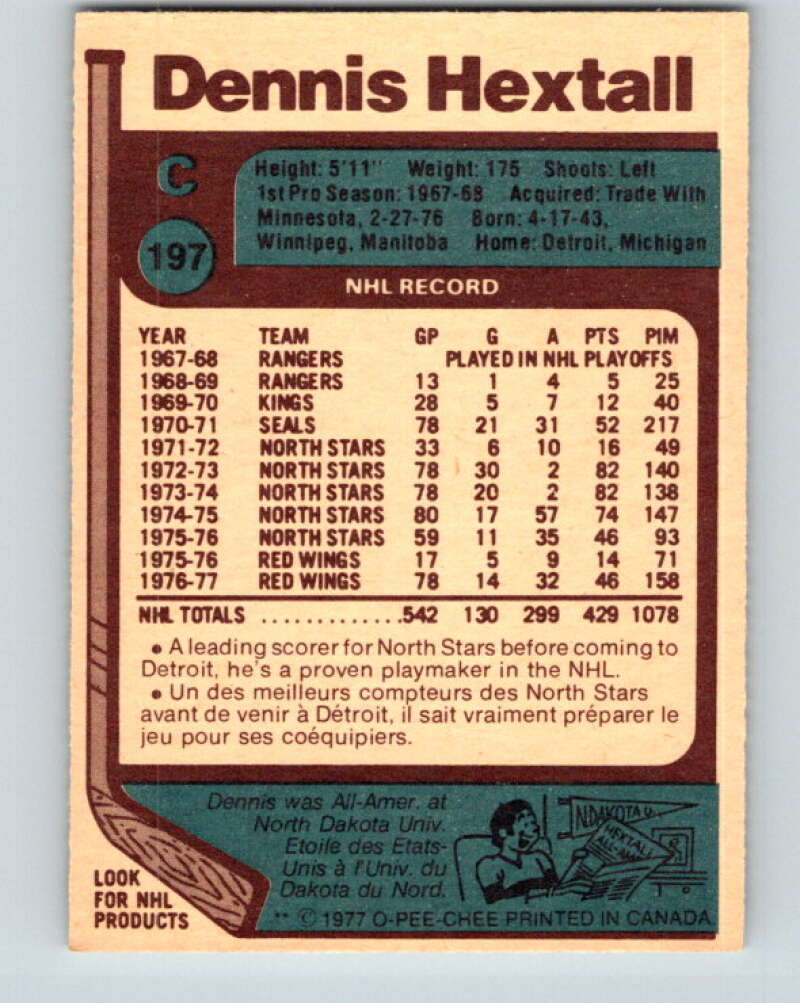 Dennis Hextall
C
197
Height: 5'11" Weight: 175 Shoots: Left
1st Pro Season: 1967-68 Acquired: Trade With
Minnesota, 2-27-76 Born: 4-17-43,
Winnipeg, Manitoba Home: Detroit, Michigan
NHL RECORD
YEAR TEAM GP G A PTS PIM
1967-68 RANGERS PLAYED IN NHL PLAYOFFS
1968-69 RANGERS 13 1 4 5 25
1969-70 KINGS 28 5 7 12 40
1970-71 SEALS 78 21 31 52 217
1971-72 NORTH STARS 33 6 10 16 49
1972-73 NORTH STARS 78 30 2 82 140
1973-74 NORTH STARS 78 20 2 82 138
1974-75 NORTH STARS 80 17 57 74 147
1975-76 NORTH STARS 59 11 35 46 93
1975-76 RED WINGS 17 5 9 14 71
1976-77 RED WINGS 78 14 32 46 158
NHL TOTALS ..............542 130 299 429 1078
• A leading scorer for North Stars before coming to
Detroit, he's a proven playmaker in the NHL.
• Un des meilleurs compteurs des North Stars
avant de venir à Détroit, il sait vraiment préparer le
jeu pour ses coéquipiers.
Dennis was All-Amer. at
North Dakota Univ.
Etoile des Etats-
Unis à l'Univ. du
Dakota du Nord.
N.DAKOTA U.
HEXTALL
ALL-AM
LOOK
FOR NHL
PRODUCTS
** © 1977 O-PEE-CHEE PRINTED IN CANADA.